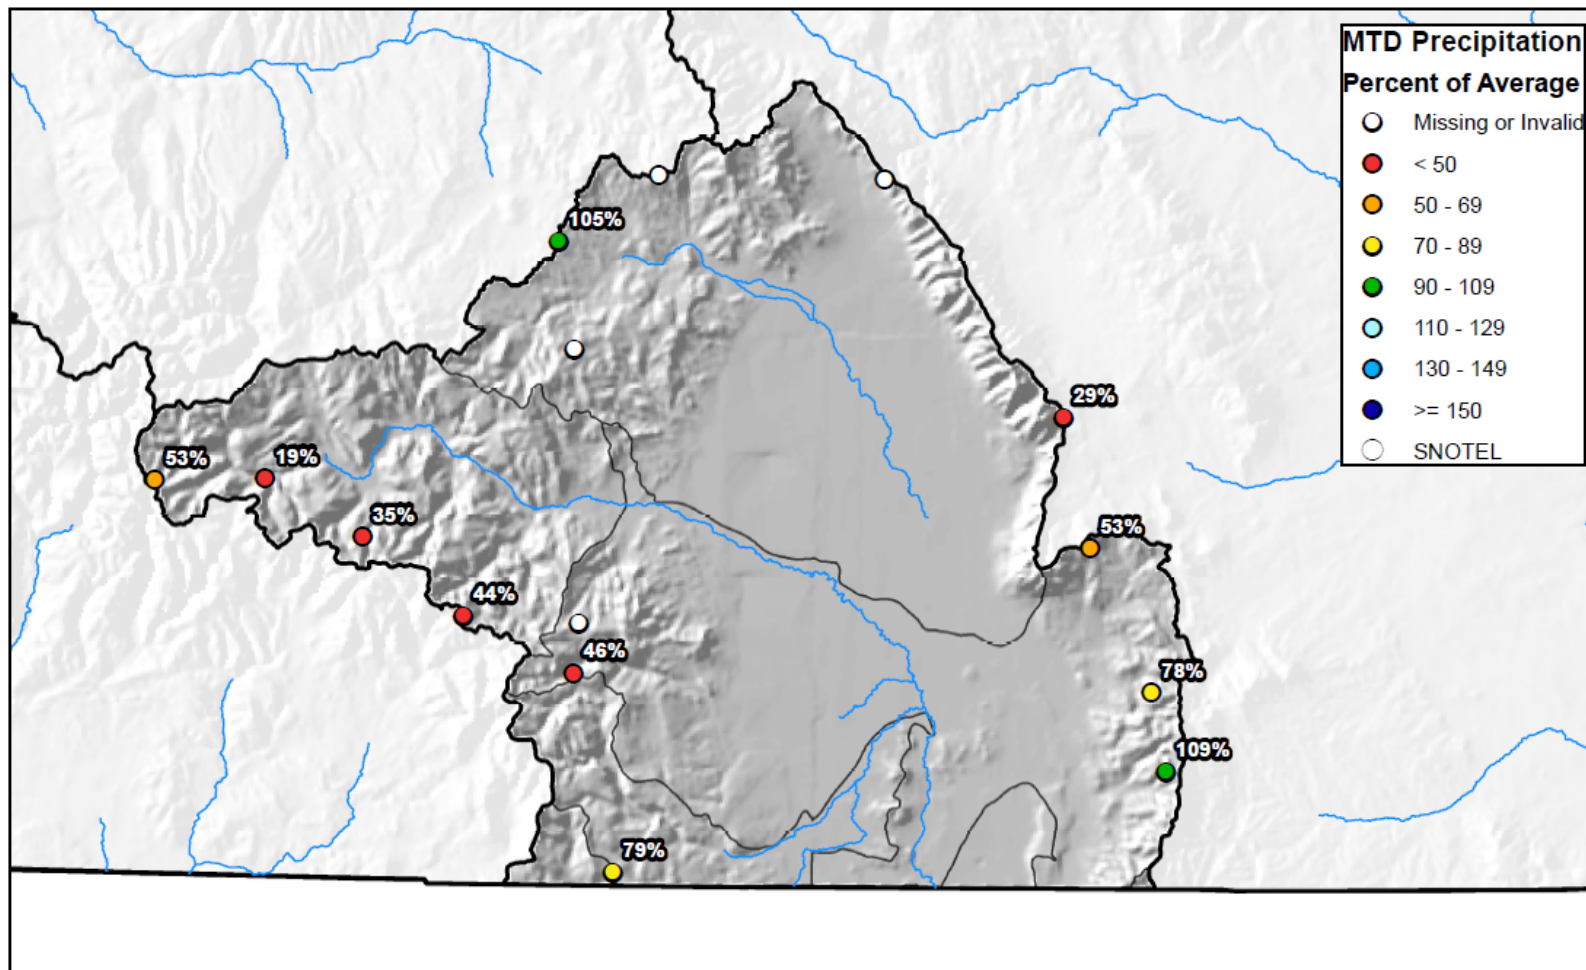 MTD Precipitation
Percent of Average
Missing or Invalid
< 50
50 - 69
70 - 89
90 - 109
110 - 129
130 - 149
>= 150
SNOTEL
105%
29%
53%
19%
35%
53%
44%
46%
78%
109%
79%